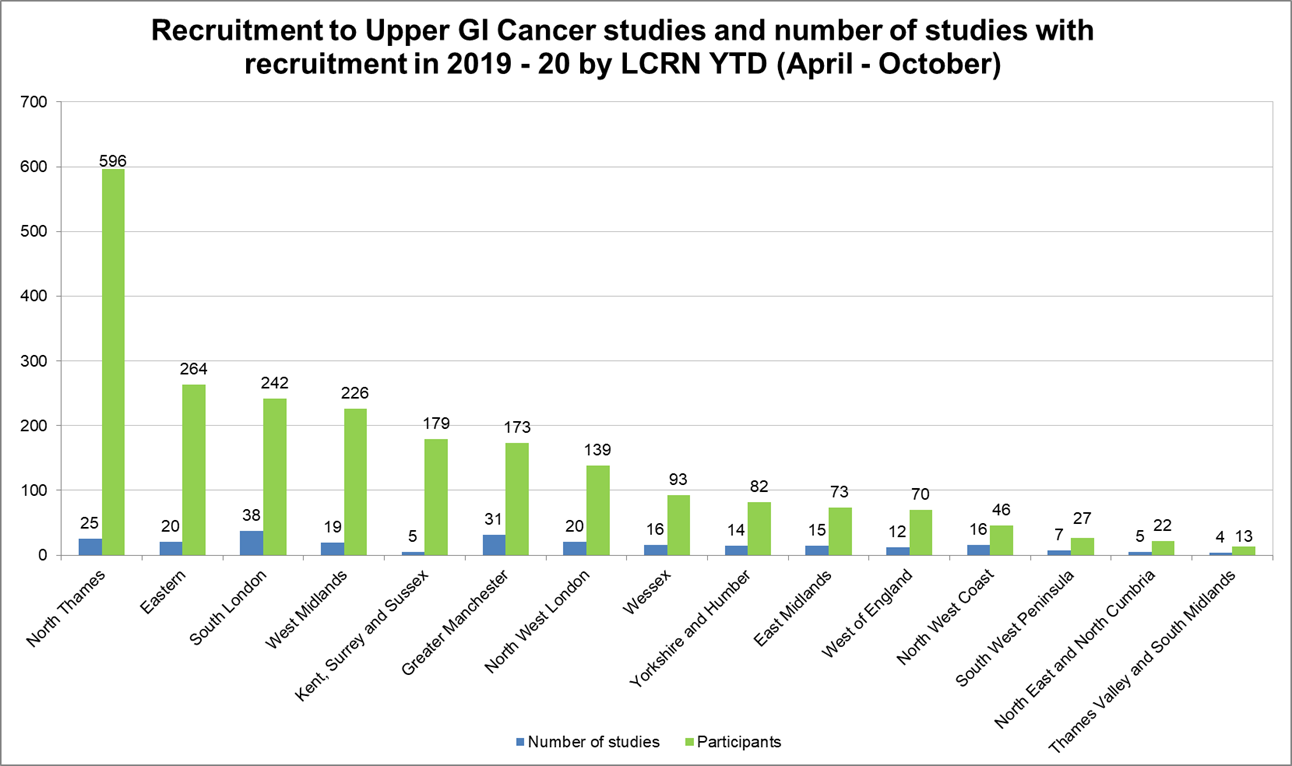 Recruitment to Upper GI Cancer studies and number of studies with
recruitment in 2019 - 20 by LCRN YTD (April - October)
700
600
500
400
300
200
100
0
25
596
20
264
38
242
19
226
5
179
31
173
20
139
16
93
14
82
15
73
12
70
16
46
7
27
5
22
4
13
North Thames
Eastern
South London
West Midlands
Kent, Surrey and Sussex
Greater Manchester
North West London
Wessex
Yorkshire and Humber
East Midlands
West of England
North West Coast
South West Peninsula
North East and North Cumbria
Thames Valley and South Midlands
Number of studies
Participants